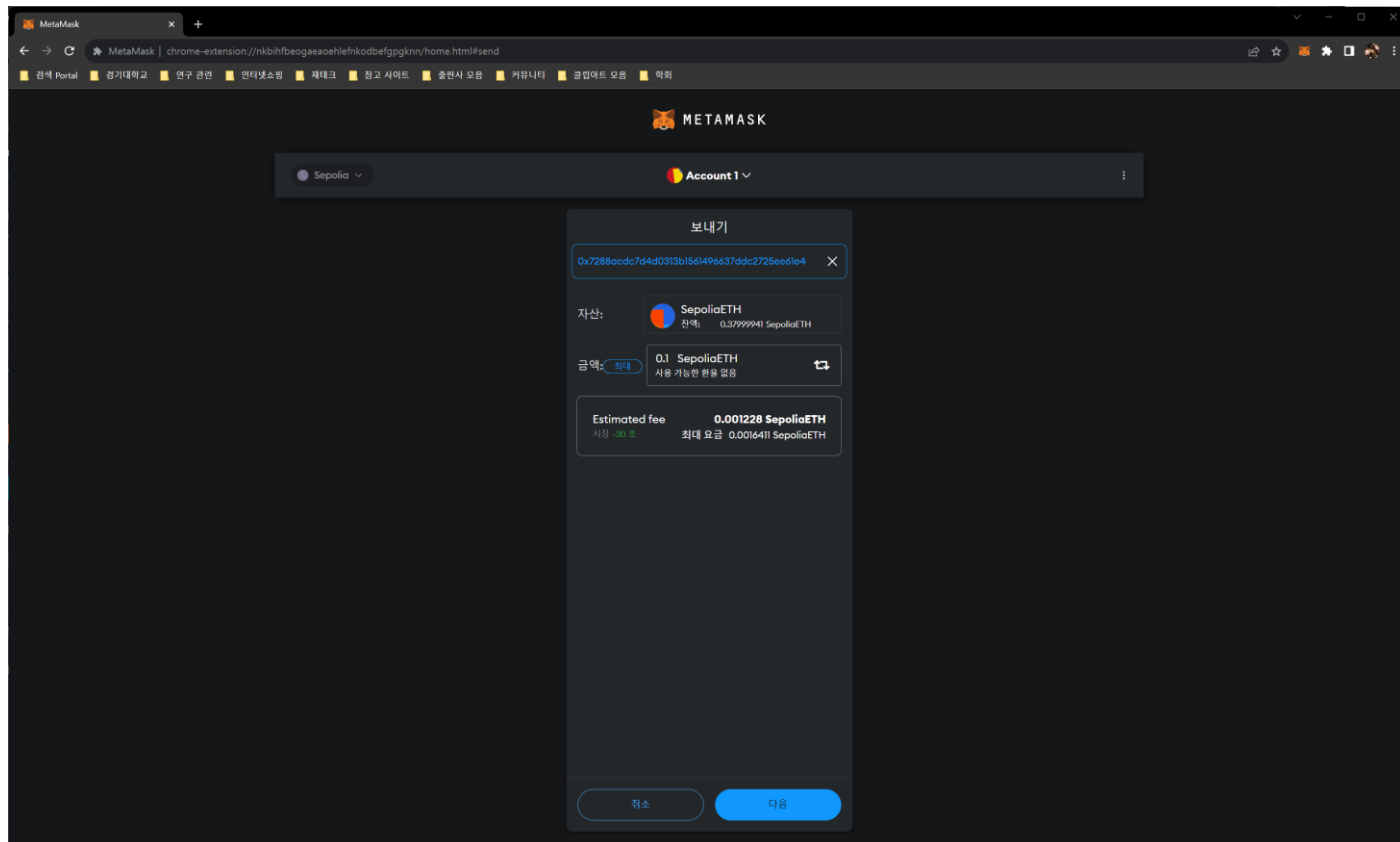 MetaMask
MetaMask | chrome-extension://nkbihfbeogaeaoehlefnkodbefgpgknn/home.html#send
검색 Portal 경기대학교 연구 관련 인터넷쇼핑 재테크 참고 사이트 출판사 모음 커뮤니티 클립아트 모음 학회
METAMASK
Sepolia Account 1
보내기
0x7288acdc7d4d0313b1561496637ddc2725ee61e4
자산: SepoliaETH
잔액: 0.37999941 SepoliaETH
금액: 최대 0.1 SepoliaETH
사용 가능한 환율 없음
Estimated fee 0.001228 SepoliaETH
시장 ~30 초 최대 요금 0.0016411 SepoliaETH
취소 다음